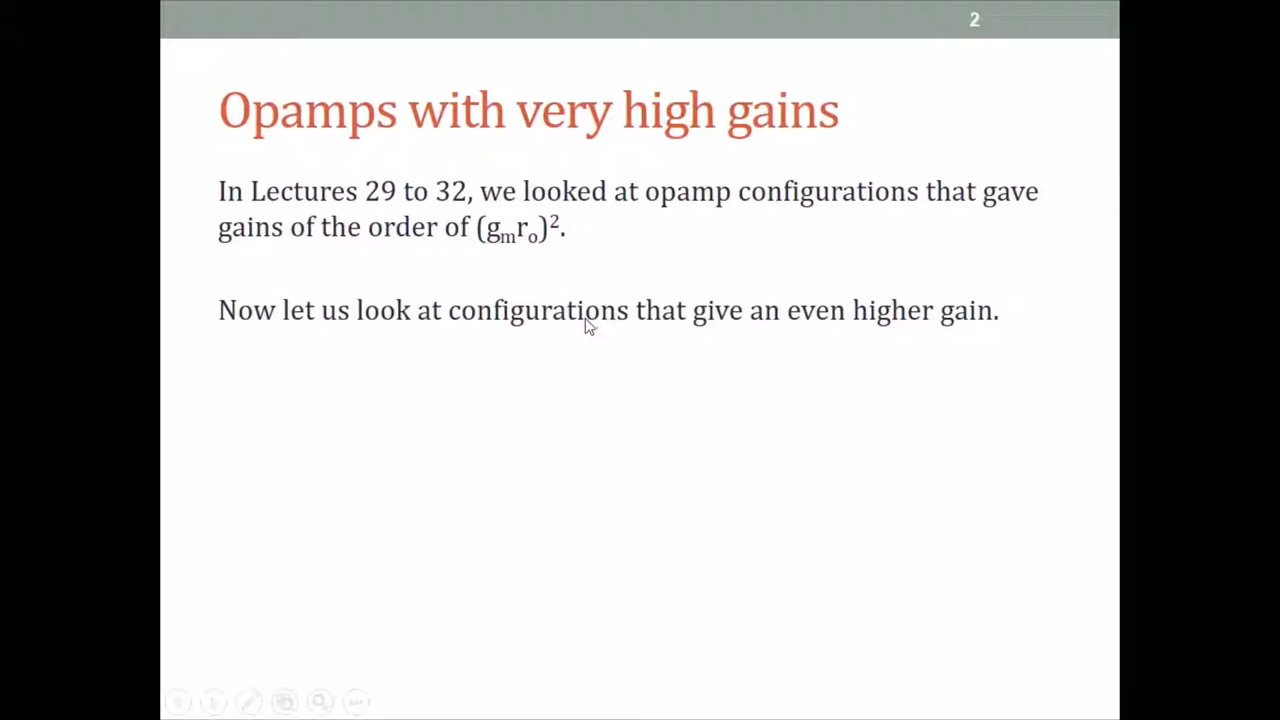 2
Opamps with very high gains
In Lectures 29 to 32, we looked at opamp configurations that gave
gains of the order of (gₘrₒ)².
Now let us look at configurations that give an even higher gain.